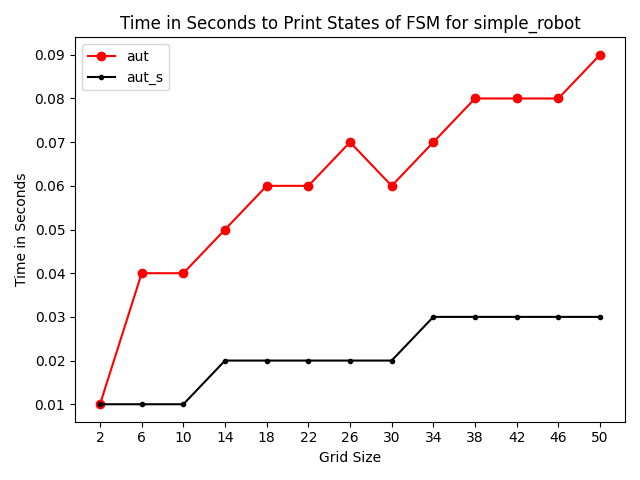 Time in Seconds to Print States of FSM for simple_robot
aut
aut_s
Time in Seconds
0.09
0.08
0.07
0.06
0.05
0.04
0.03
0.02
0.01
2 6 10 14 18 22 26 30 34 38 42 46 50
Grid Size